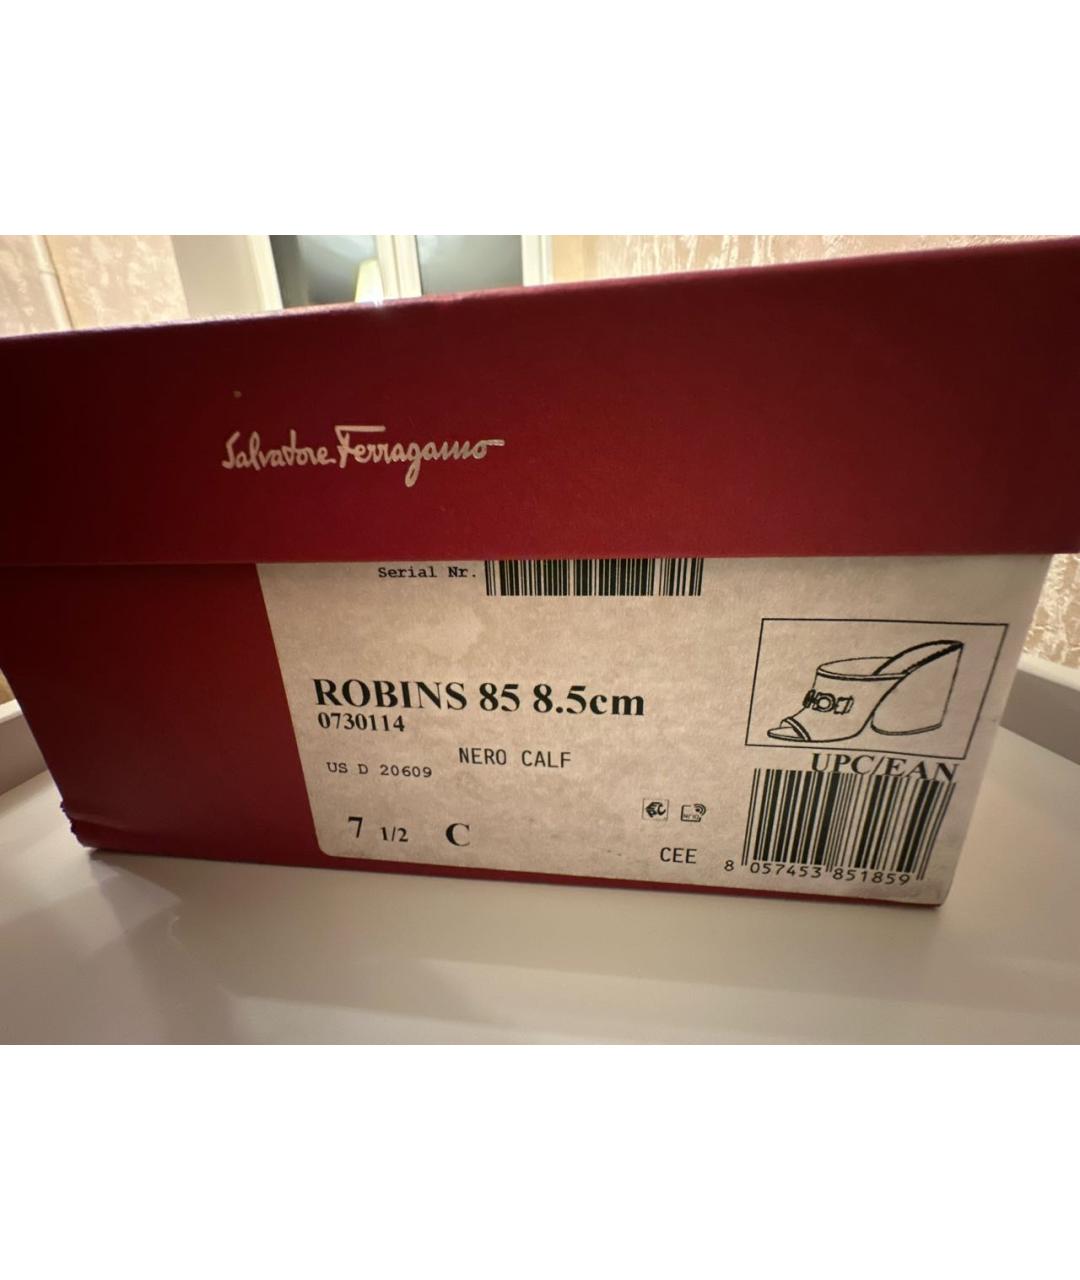 Salvatore Ferragamo
Serial Nr.
ROBINS 85 8.5cm
0730114
NERO CALF
US D 20609
UPC/EAN
7 1/2 C
CEE
8 057453 851859